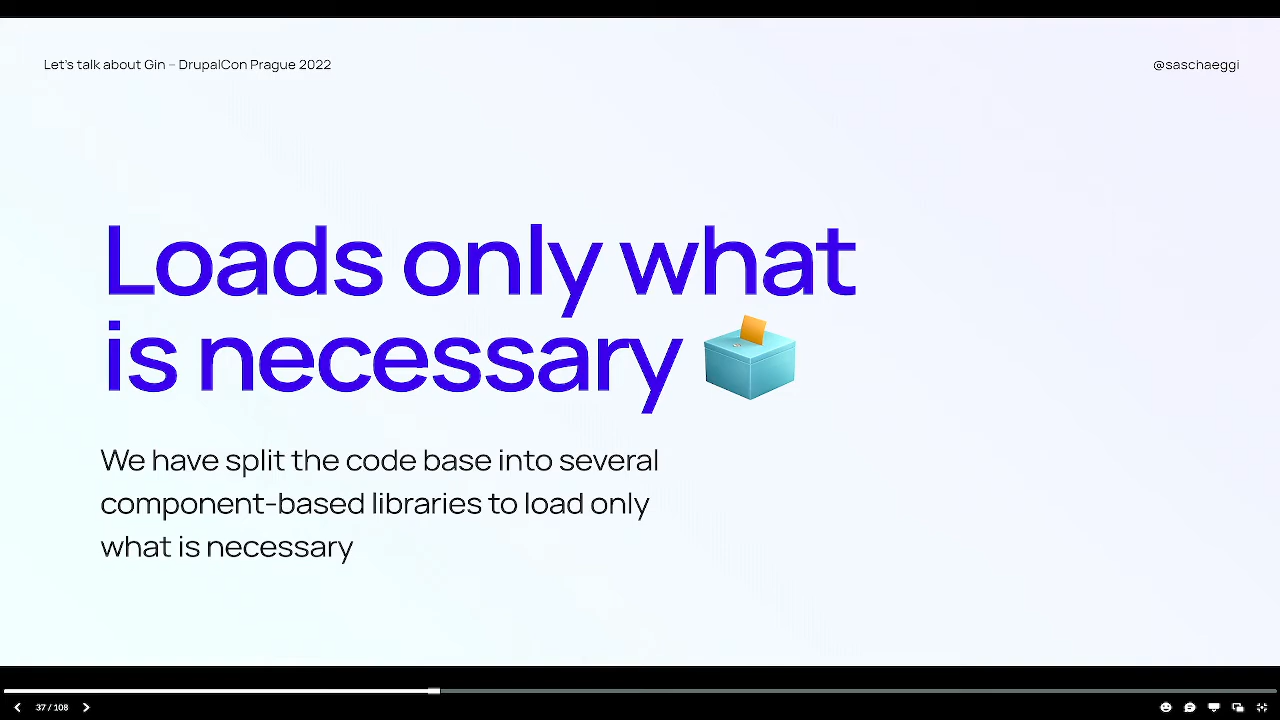 Let's talk about Gin – DrupalCon Prague 2022
@saschaeggi
Loads only what
is necessary
We have split the code base into several
component-based libraries to load only
what is necessary
37 / 108